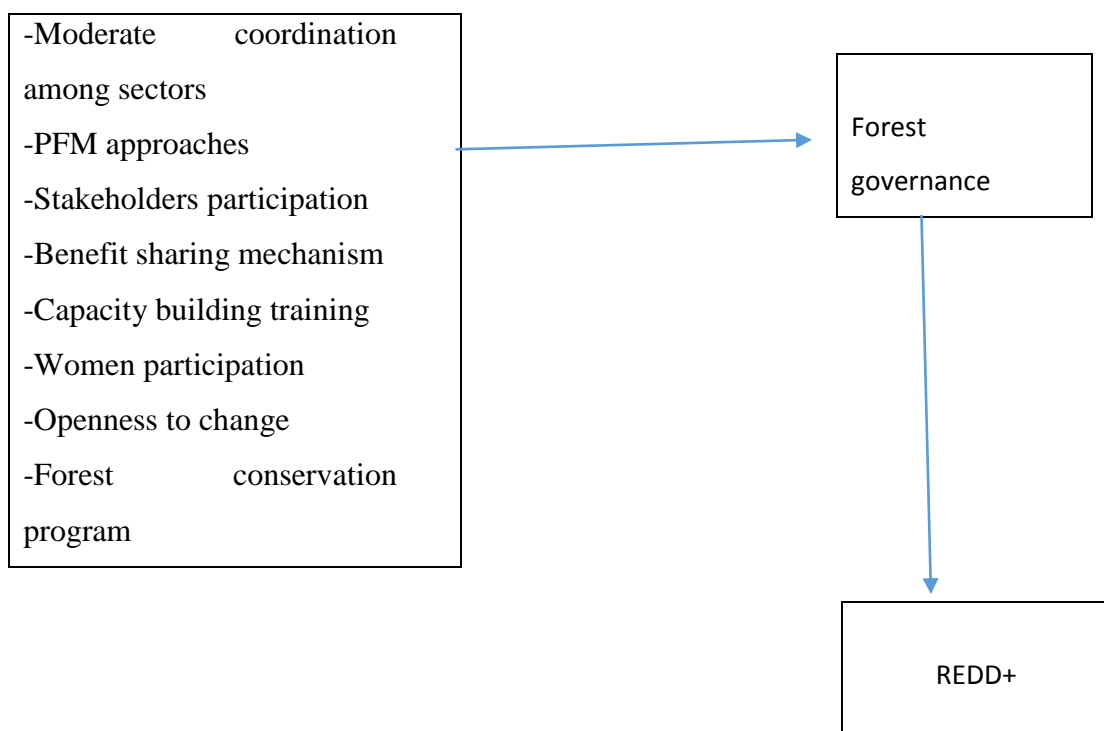 -Moderate coordination
among sectors
-PFM approaches
-Stakeholders participation
-Benefit sharing mechanism
-Capacity building training
-Women participation
-Openness to change
-Forest conservation
program
Forest
governance
REDD+